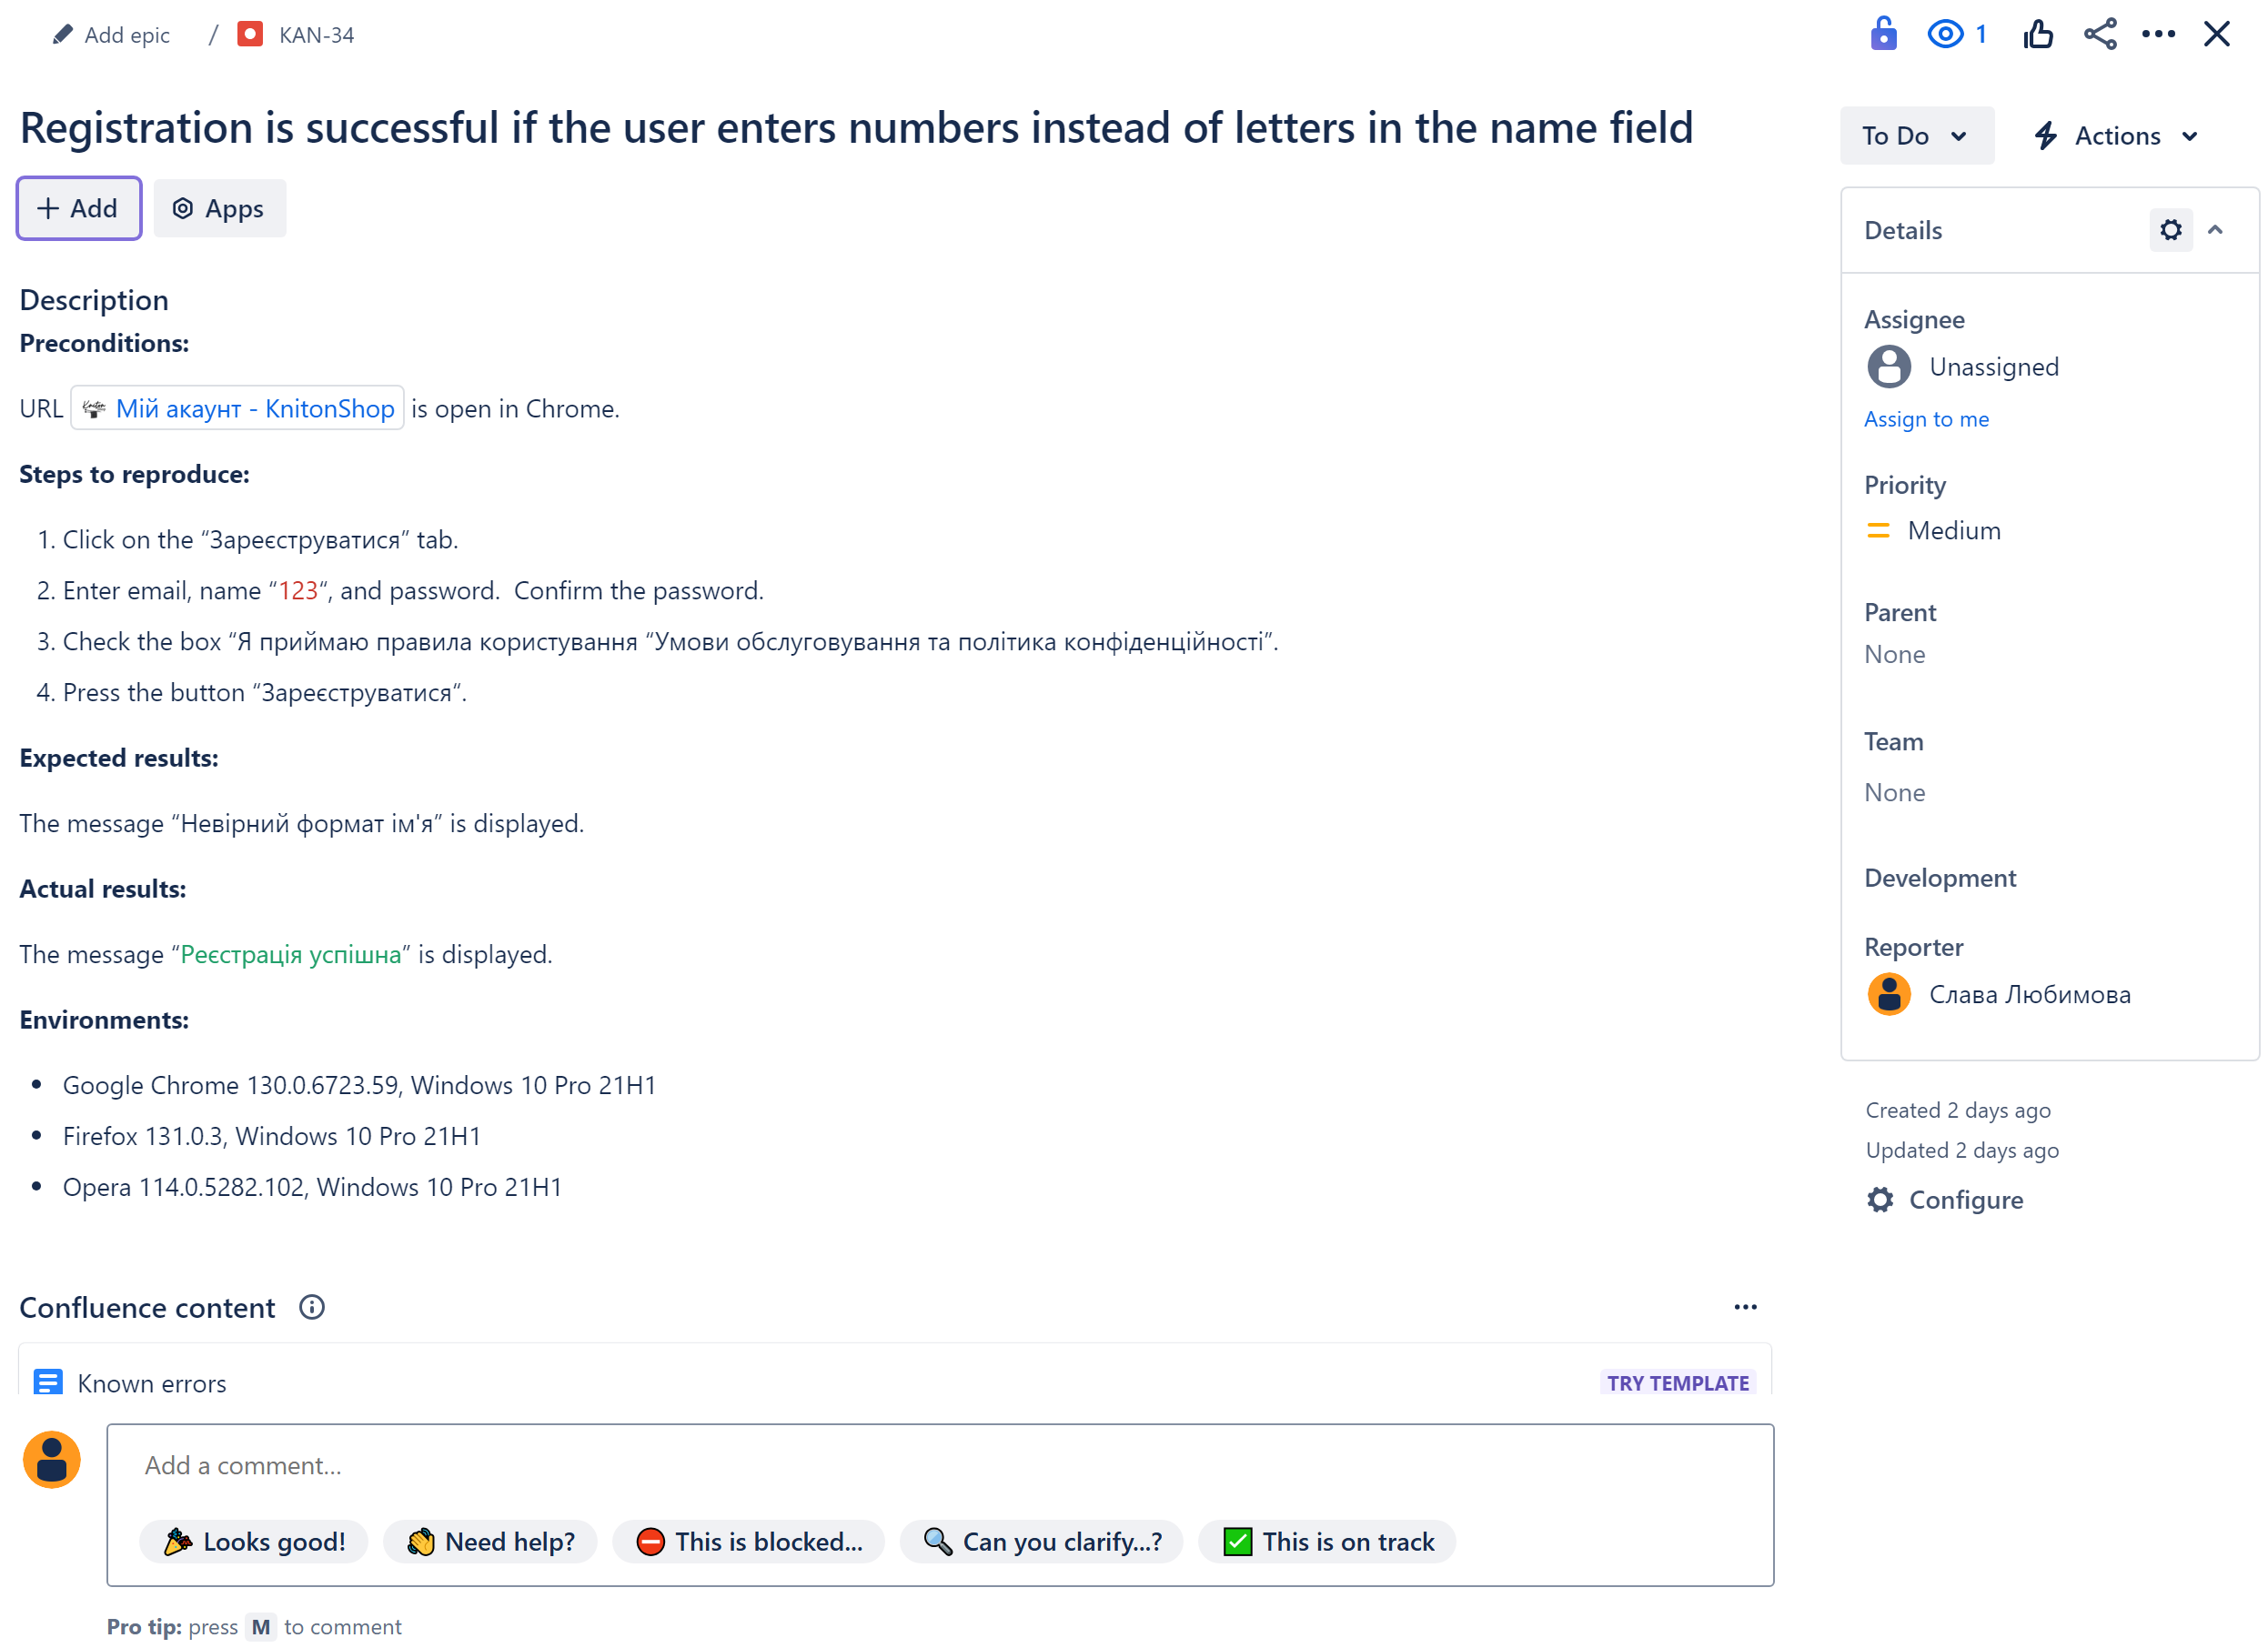 Add epic / KAN-34
1
Registration is successful if the user enters numbers instead of letters in the name field
Add
Apps
Description
Preconditions:
URL Мій акаунт - KnitonShop is open in Chrome.
Steps to reproduce:
1. Click on the “Зареєструватися” tab.
2. Enter email, name “123“, and password.  Confirm the password.
3. Check the box “Я приймаю правила користування “Умови обслуговування та політика конфіденційності”.
4. Press the button “Зареєструватися“.
Expected results:
The message “Невірний формат ім'я” is displayed.
Actual results:
The message “Реєстрація успішна” is displayed.
Environments:
• Google Chrome 130.0.6723.59, Windows 10 Pro 21H1
• Firefox 131.0.3, Windows 10 Pro 21H1
• Opera 114.0.5282.102, Windows 10 Pro 21H1
Confluence content
Known errors
TRY TEMPLATE
Add a comment...
Looks good!
Need help?
This is blocked...
Can you clarify...?
This is on track
Pro tip: press M to comment
To Do
Actions
Details
Assignee
Unassigned
Assign to me
Priority
Medium
Parent
None
Team
None
Development
Reporter
Слава Любимова
Created 2 days ago
Updated 2 days ago
Configure